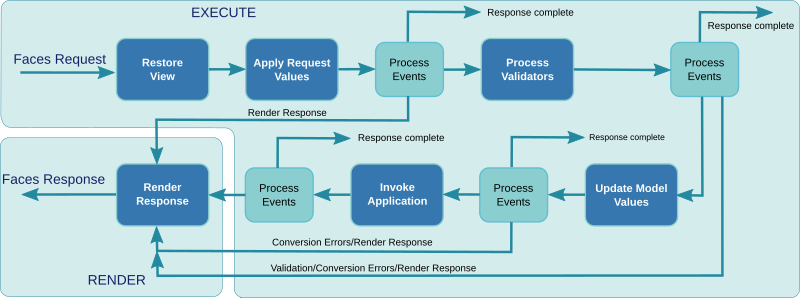 EXECUTE
Response complete
Response complete
Faces Request
Restore
View
Apply Request
Values
Process
Events
Process
Validators
Process
Events
Render Response
Response complete
Response complete
Faces Response
Render
Response
Process
Events
Invoke
Application
Process
Events
Update Model
Values
Conversion Errors/Render Response
Validation/Conversion Errors/Render Response
RENDER